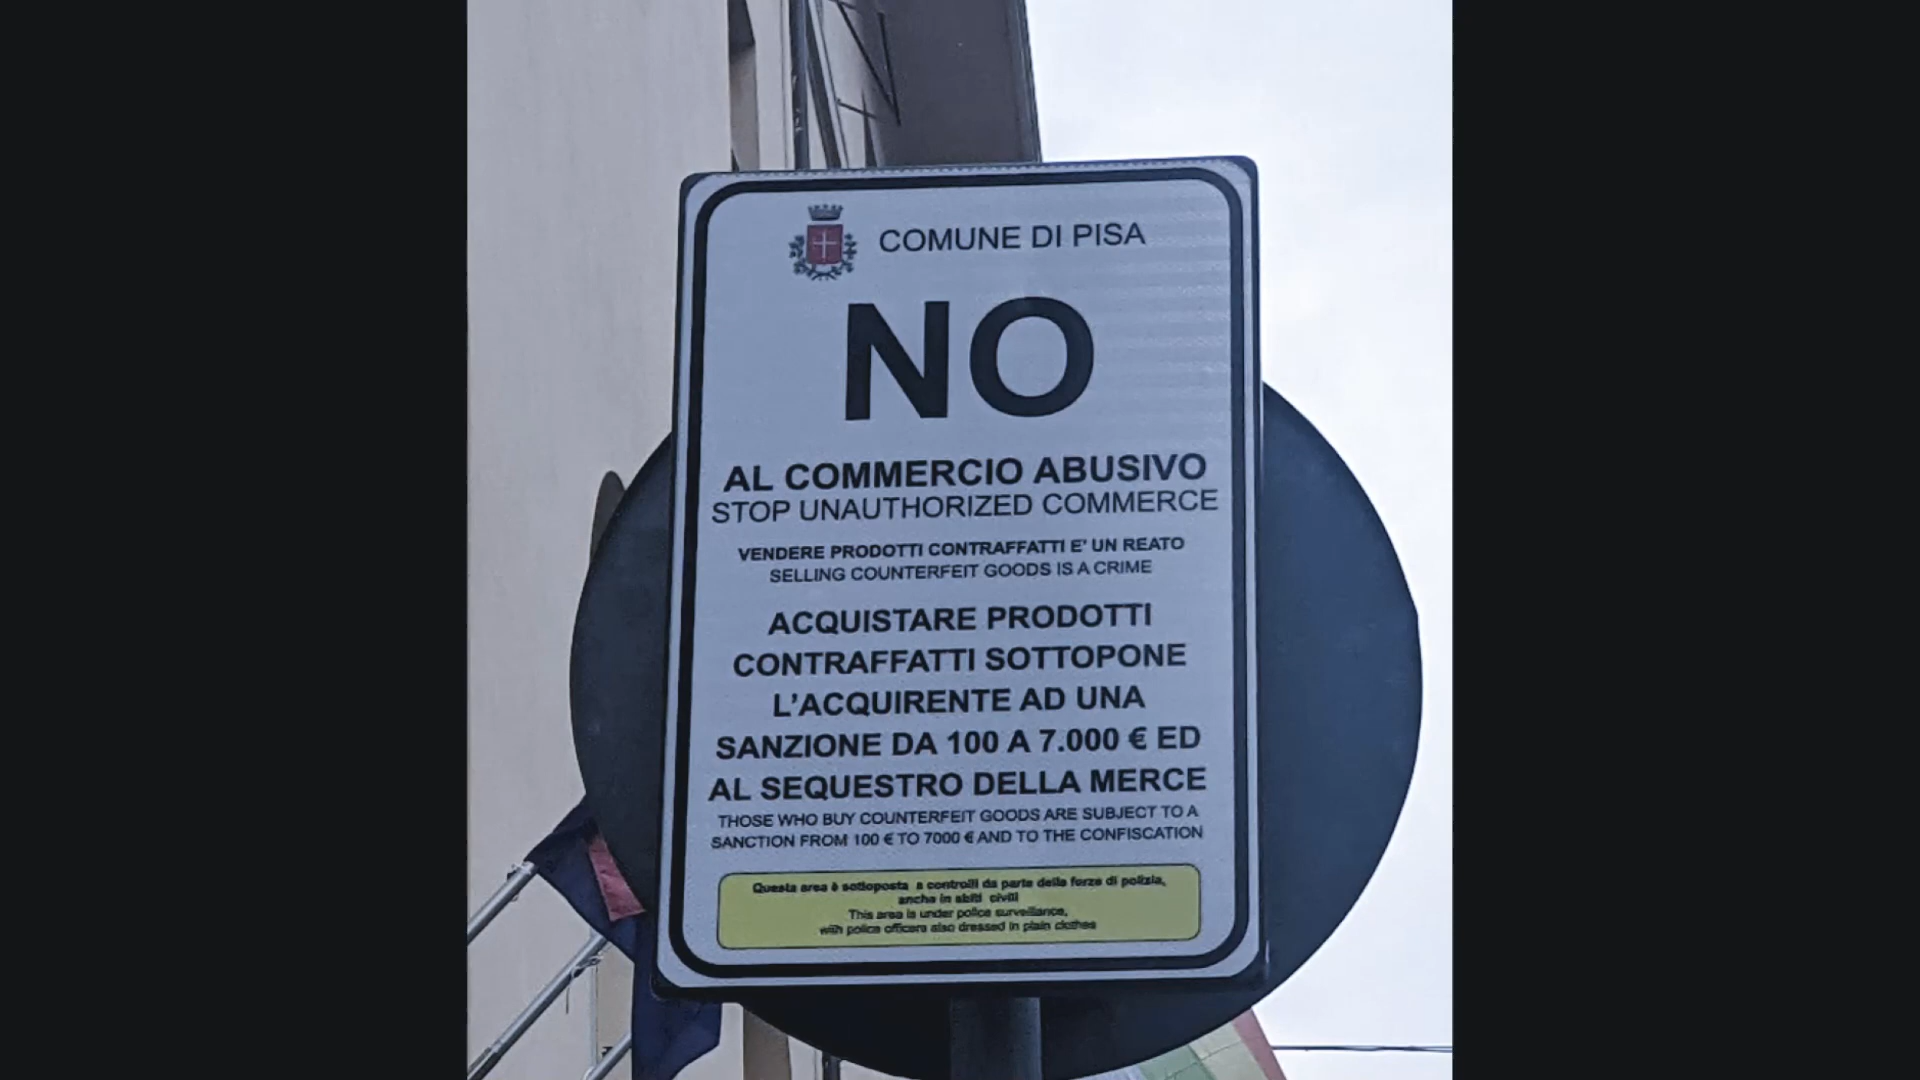 COMUNE DI PISA
NO
AL COMMERCIO ABUSIVO
STOP UNAUTHORIZED COMMERCE
VENDERE PRODOTTI CONTRAFFATTI E' UN REATO
SELLING COUNTERFEIT GOODS IS A CRIME
ACQUISTARE PRODOTTI
CONTRAFFATTI SOTTOPONE
L'ACQUIRENTE AD UNA
SANZIONE DA 100 A 7.000 € ED
AL SEQUESTRO DELLA MERCE
THOSE WHO BUY COUNTERFEIT GOODS ARE SUBJECT TO A
SANCTION FROM 100 € TO 7000 € AND TO THE CONFISCATION
Questa area è sottoposta a controlli da parte delle forze di polizia,
anche in abiti civili
This area is under police surveillance,
with police officers also dressed in plain clothes